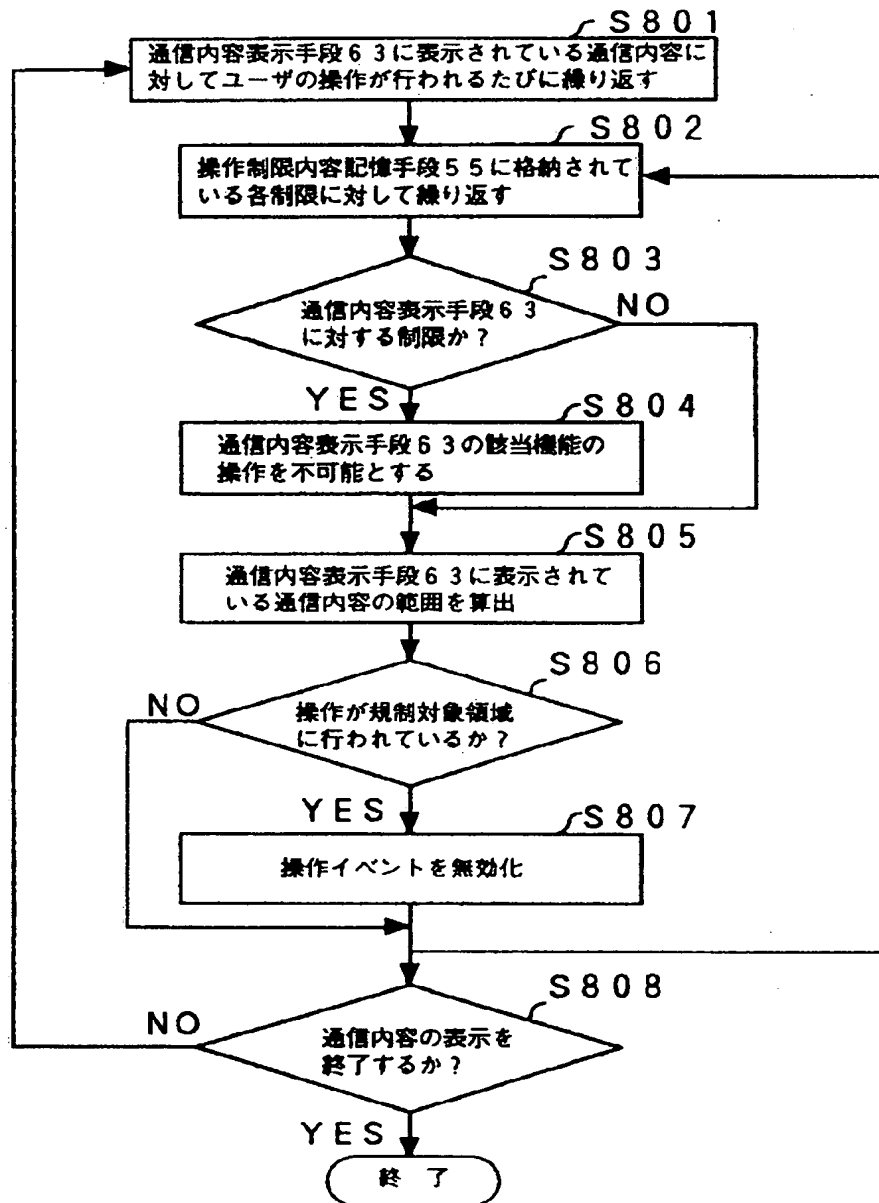 S801
通信内容表示手段63に表示されている通信内容に
対してユーザの操作が行われるたびに繰り返す
S802
操作制限内容記憶手段55に格納されて
いる各制限に対して繰り返す
S803
通信内容表示手段63
に対する制限か？
NO
YES
S804
通信内容表示手段63の該当機能の
操作を不可能とする
S805
通信内容表示手段63に表示されて
いる通信内容の範囲を算出
S806
NO
操作が規制対象領域
に行われているか？
YES
S807
操作イベントを無効化
S808
NO
通信内容の表示を
終了するか？
YES
終 了